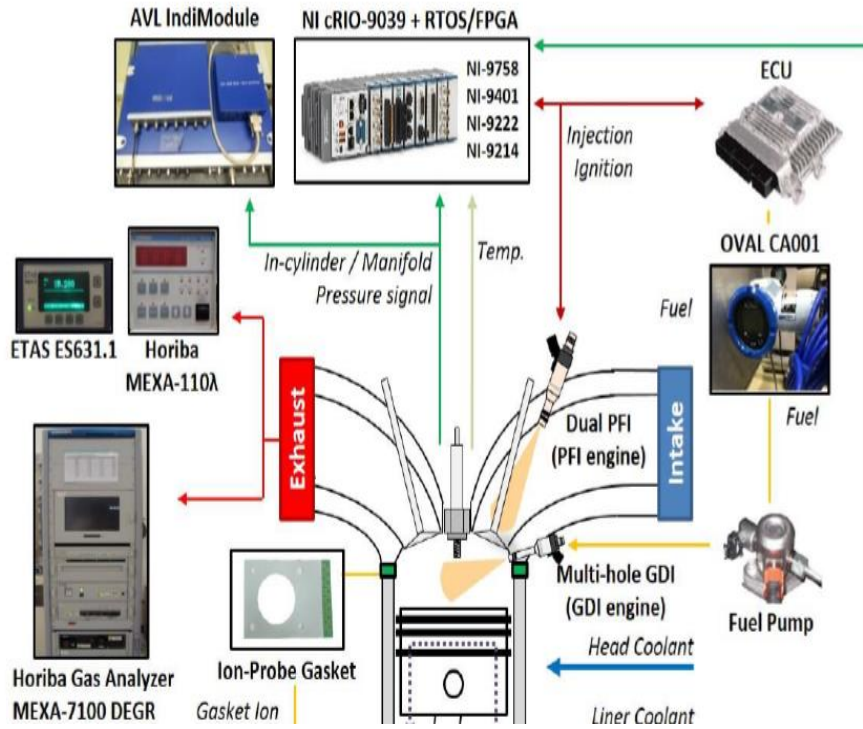 AVL IndiModule
NI cRIO-9039 + RTOS/FPGA
NI-9758
NI-9401
NI-9222
NI-9214
ECU
Injection
Ignition
OVAL CA001
In-cylinder / Manifold
Pressure signal
Temp.
Fuel
ETAS ES631.1
Horiba
MEXA-110λ
Exhaust
Dual PFI
(PFI engine)
Intake
Fuel
Multi-hole GDI
(GDI engine)
Fuel Pump
Ion-Probe Gasket
Head Coolant
Horiba Gas Analyzer
MEXA-7100 DEGR
Gasket Ion
Liner Coolant